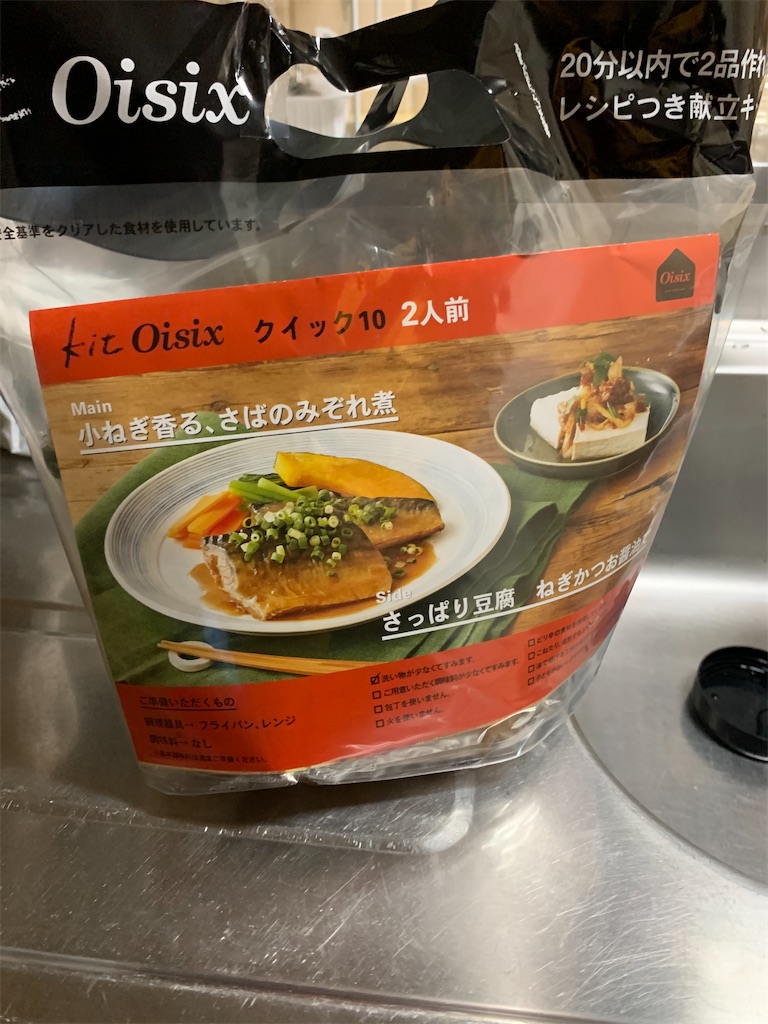 Oisix
20分以内で2品作れ
レシピつき献立キ
全基準をクリアした食材を使用しています。
Oisix
kit Oisix クイック10 2人前
Main
小ねぎ香る、さばのみぞれ煮
Side
さっぱり豆腐 ねぎかつお醤油
ご準備いただくもの
調理器具→フライパン、レンジ
調味料→なし
洗い物が少なくてすみます。
ご用意いただく調味料が少なくてすみます。
包丁を使いません。
火を使いません。